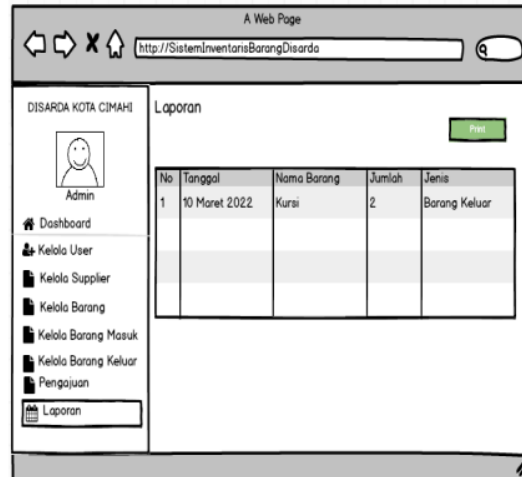 A Web Page
http://SistemInventarisBarangDisarda
DISARDA KOTA CIMAHI
Admin
Dashboard
Kelola User
Kelola Supplier
Kelola Barang
Kelola Barang Masuk
Kelola Barang Keluar
Pengajuan
Laporan
Laporan
Print
No Tanggal Nama Barang Jumlah Jenis
1 10 Maret 2022 Kursi 2 Barang Keluar